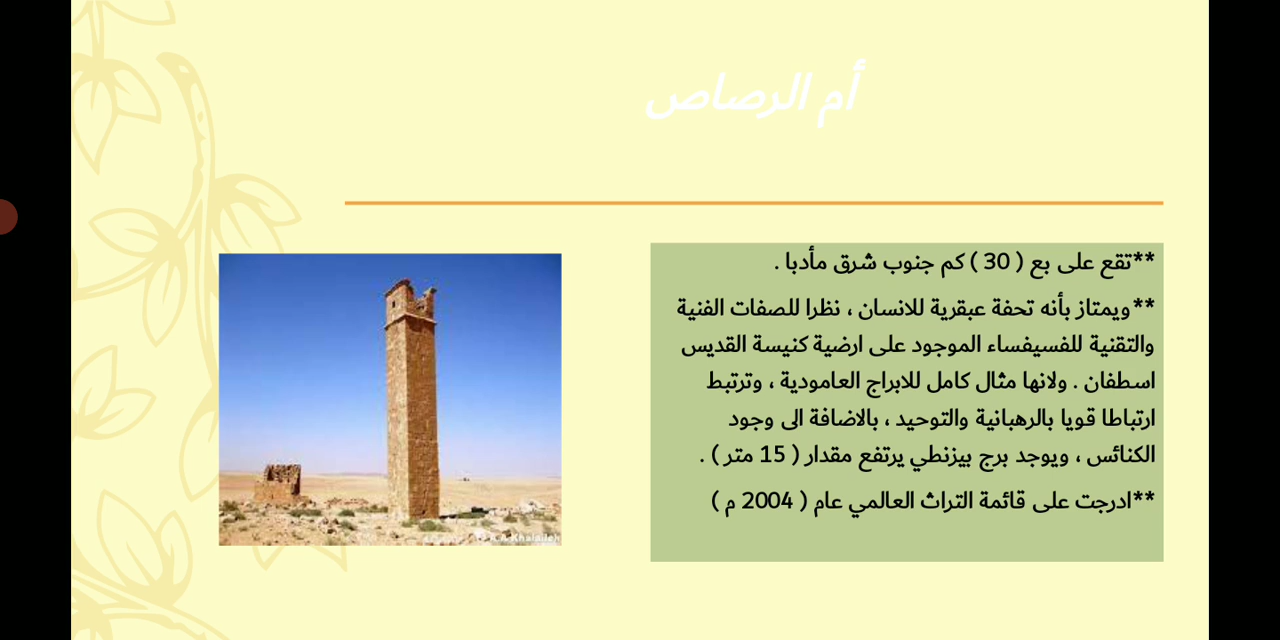 أم الرصاص
**تقع على بع ( 30 ) كم جنوب شرق مأدبا .
**ويمتاز بأنه تحفة عبقرية للانسان ، نظرا للصفات الفنية
والتقنية للفسيفساء الموجود على ارضية كنيسة القديس
اسطفان . ولانها مثال كامل للابراج العامودية ، وترتبط
ارتباطا قويا بالرهبانية والتوحيد ، بالاضافة الى وجود
الكنائس ، ويوجد برج بيزنطي يرتفع مقدار ( 15 متر ) .
**ادرجت على قائمة التراث العالمي عام ( 2004 م )
A.A.Khalaileh